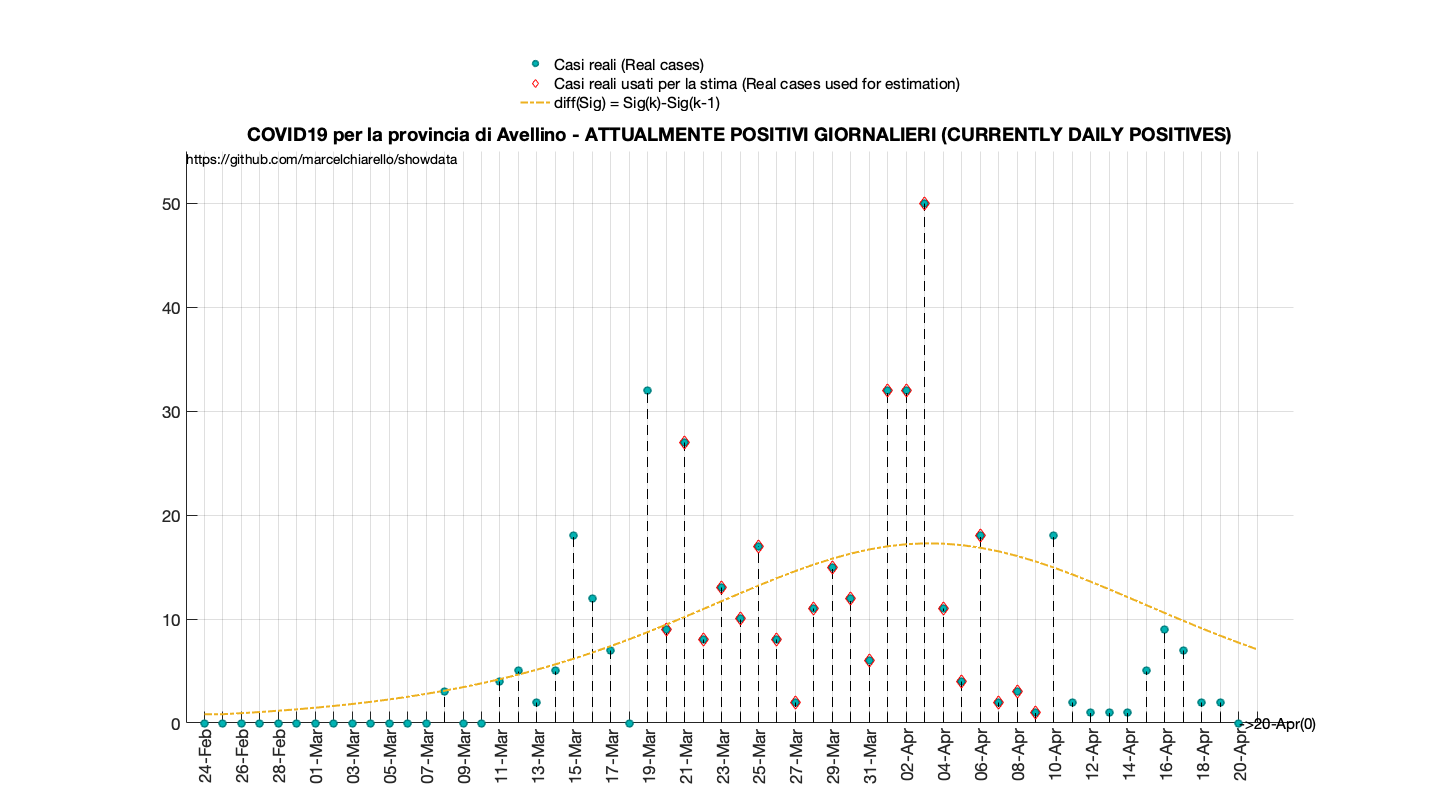 Casi reali (Real cases)
Casi reali usati per la stima (Real cases used for estimation)
diff(Sig) = Sig(k)-Sig(k-1)
COVID19 per la provincia di Avellino - ATTUALMENTE POSITIVI GIORNALIERI (CURRENTLY DAILY POSITIVES)
https://github.com/marcelchiarello/showdata
50
40
30
20
10
0
->20-Apr(0)
24-Feb
26-Feb
28-Feb
01-Mar
03-Mar
05-Mar
07-Mar
09-Mar
11-Mar
13-Mar
15-Mar
17-Mar
19-Mar
21-Mar
23-Mar
25-Mar
27-Mar
29-Mar
31-Mar
02-Apr
04-Apr
06-Apr
08-Apr
10-Apr
12-Apr
14-Apr
16-Apr
18-Apr
20-Apr